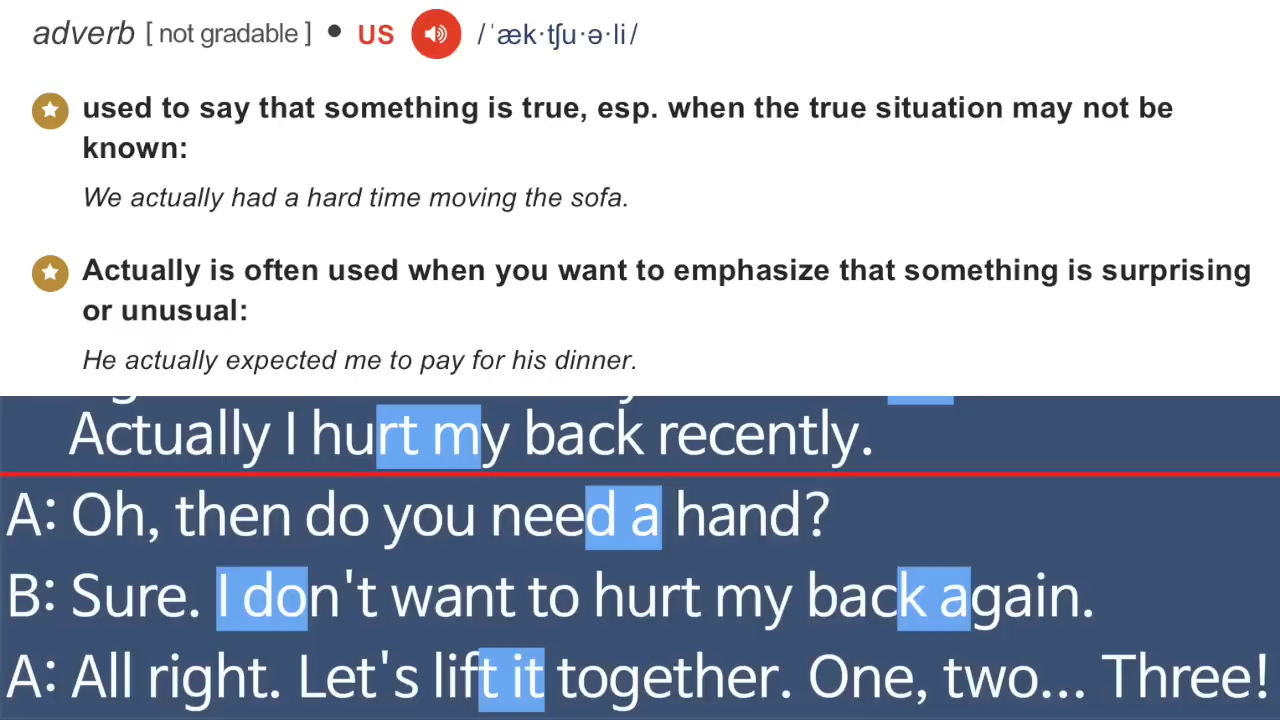 adverb [ not gradable ] • US /ˈæk·tʃu·ə·li/
used to say that something is true, esp. when the true situation may not be
known:
We actually had a hard time moving the sofa.
Actually is often used when you want to emphasize that something is surprising
or unusual:
He actually expected me to pay for his dinner.
Actually I hurt my back recently.
A: Oh, then do you need a hand?
B: Sure. I don't want to hurt my back again.
A: All right. Let's lift it together. One, two... Three!